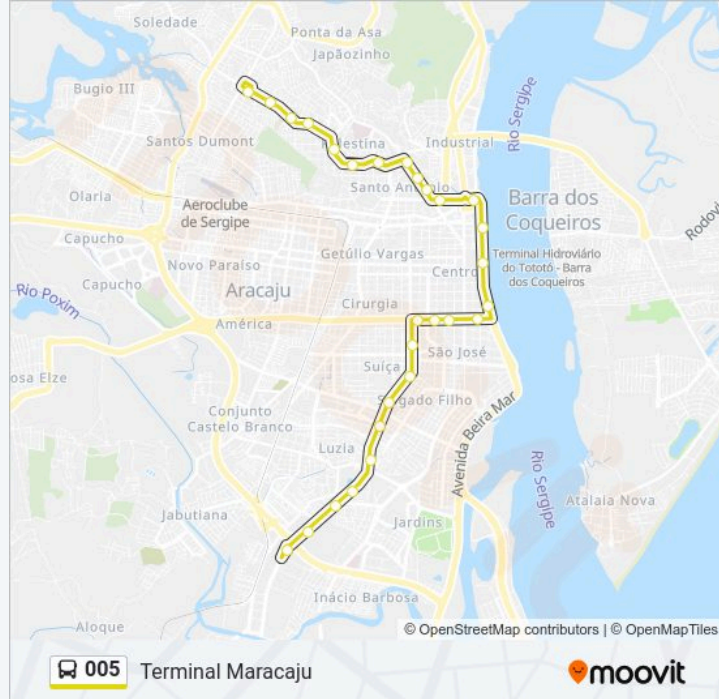 Soledade
Ponta da Asa
Japãozinho
Bugio III
Rio Sergipe
Santos Dumont
Palestina
Industrial
Santo Antônio
Olaria
Aeroclube
de Sergipe
Barra dos
Coqueiros
Capucho
Getúlio Vargas
Novo Paraíso
Terminal Hidroviário
do Tototó - Barra
dos Coqueiros
Centro
Capucho
Rio Poxim
Aracaju
Cirurgia
América
São José
Suíça
osa Elze
Salgado Filho
Conjunto
Castelo Branco
Avenida Beira Mar
Luzia
Rio Sergipe
Atalaia Nova
Jabutiana
Jardins
Inácio Barbosa
Aloque
Rodovi
© OpenStreetMap contributors | © OpenMapTiles
005 Terminal Maracaju
moovit